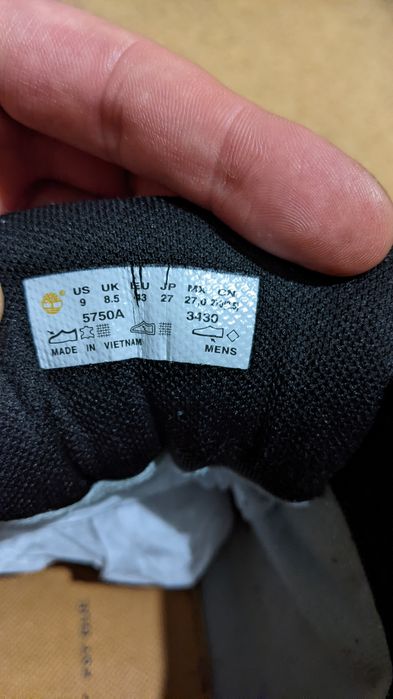 US UK EU JP MX CN
9 8.5 43 27 27,0
5750A 3430
MADE IN VIETNAM MENS